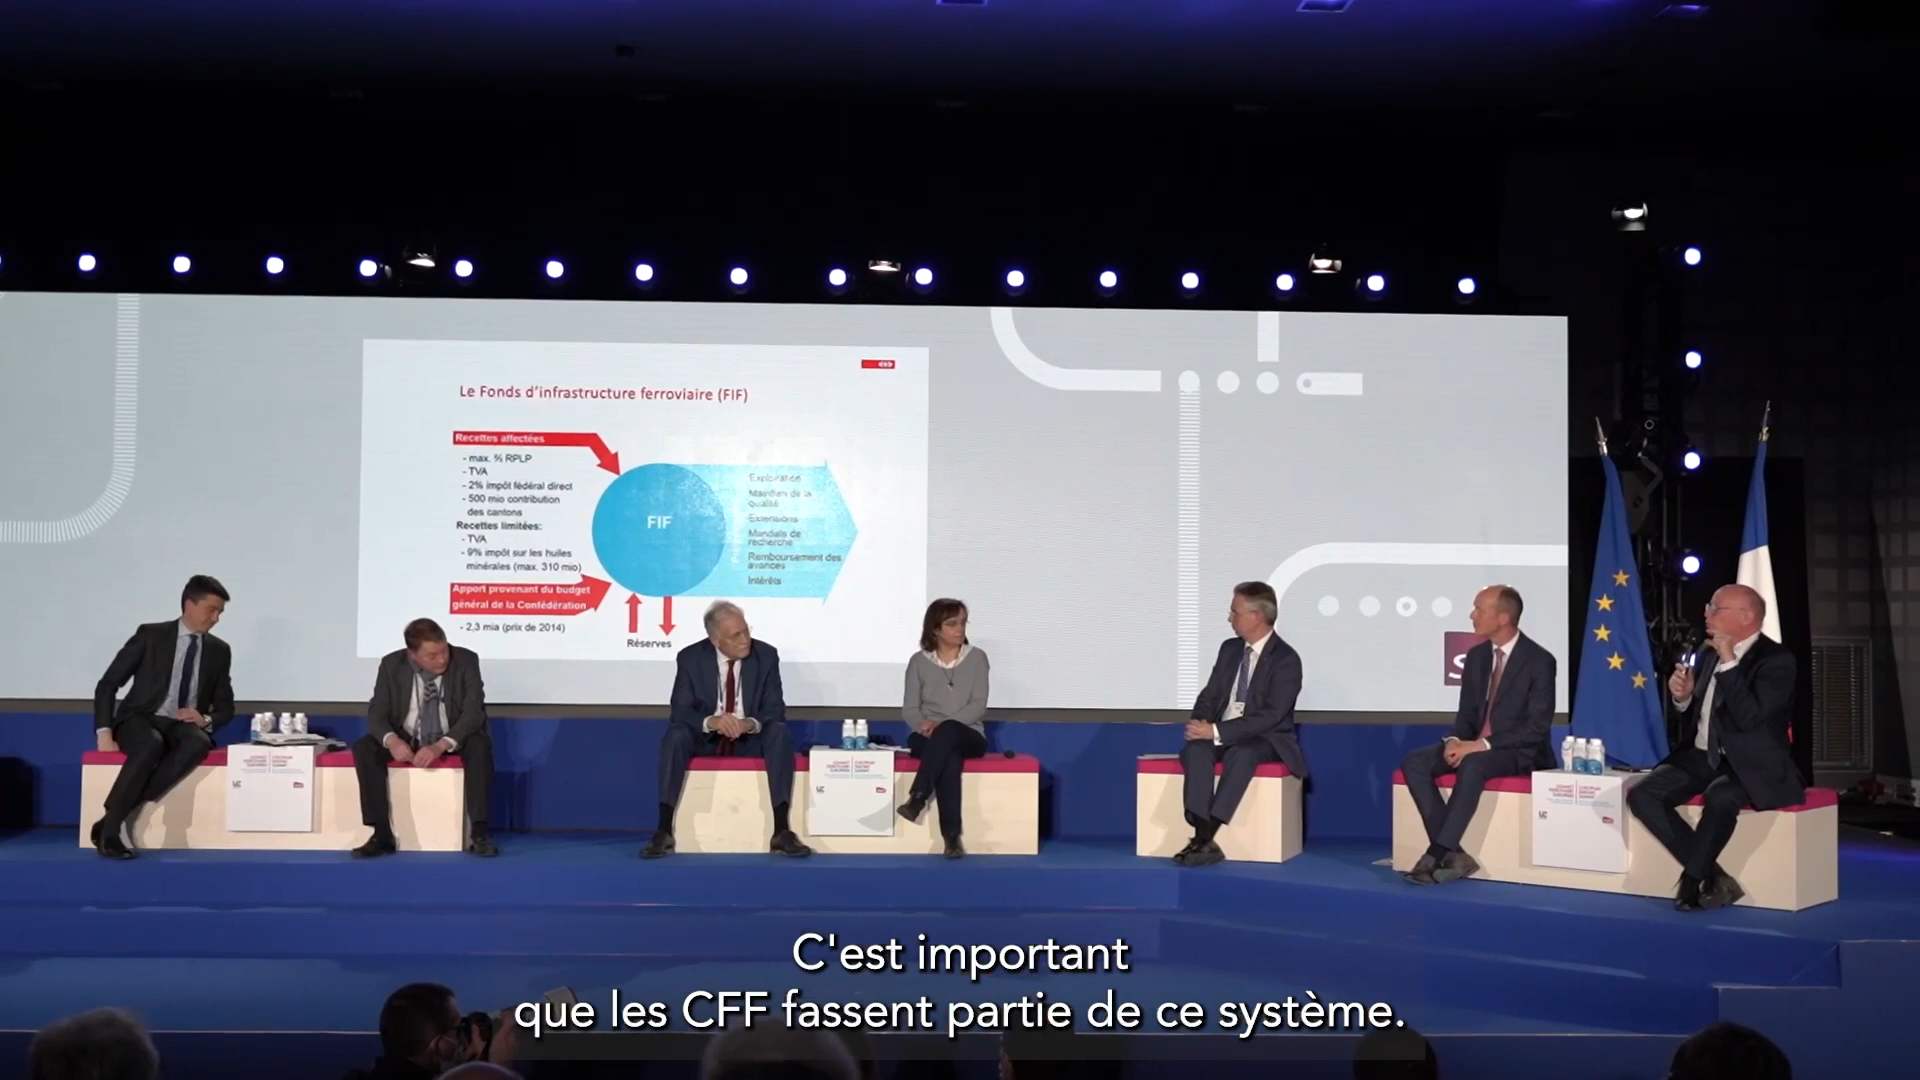 Le Fonds d'infrastructure ferroviaire (FIF)
Recettes affectées
- max. ⅔ RPLP
- TVA
- 2% impôt fédéral direct
- 500 mio contribution
des cantons
Recettes limitées:
- TVA
- 9% impôt sur les huiles
minérales (max. 310 mio)
Apport provenant du budget
général de la Confédération
- 2,3 mia (prix de 2014)
FIF
Réserves
Exploitation
Maintien de la
qualité
Extensions
Mandats de
recherche
Remboursement des
avances
Intérêts
C'est important
que les CFF fassent partie de ce système.